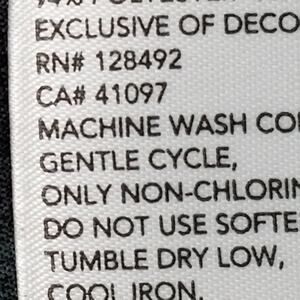 EXCLUSIVE OF DECO
RN# 128492
CA# 41097
MACHINE WASH CO
GENTLE CYCLE,
ONLY NON-CHLORIN
DO NOT USE SOFTE
TUMBLE DRY LOW,
COOL IRON.